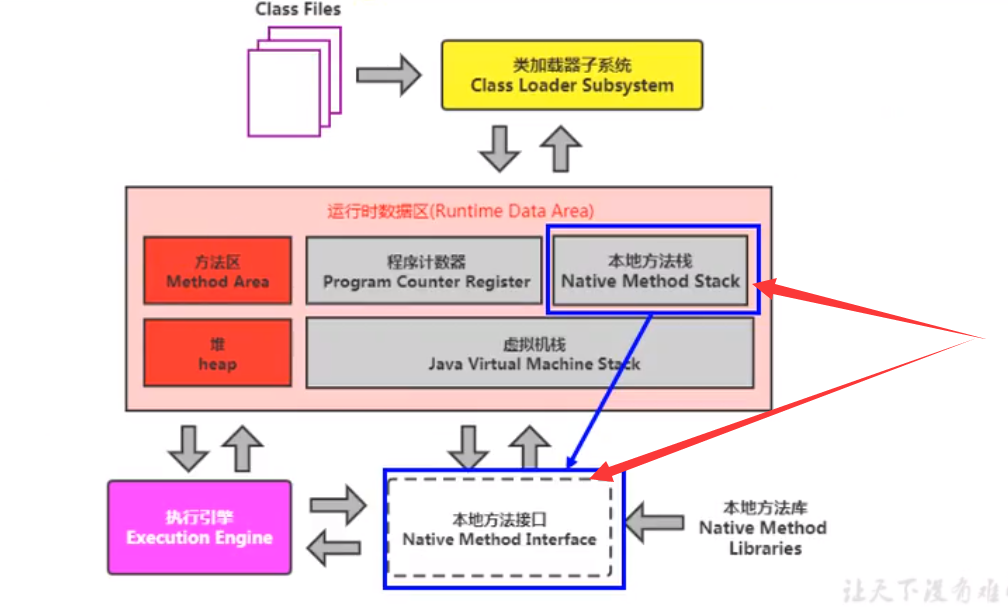 Class Files
类加载器子系统
Class Loader Subsystem
运行时数据区(Runtime Data Area)
方法区
Method Area
程序计数器
Program Counter Register
本地方法栈
Native Method Stack
堆
heap
虚拟机栈
Java Virtual Machine Stack
执行引擎
Execution Engine
本地方法接口
Native Method Interface
本地方法库
Native Method
Libraries
让天下没有难